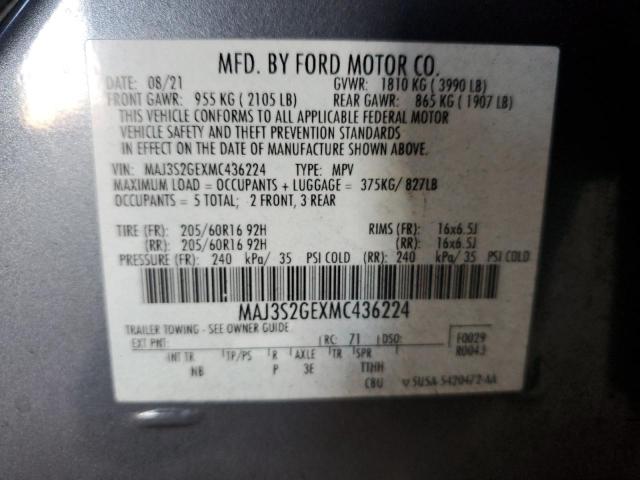 MFD. BY FORD MOTOR CO.
DATE: 08/21 GVWR: 1810 KG ( 3990 LB)
FRONT GAWR: 955 KG ( 2105 LB) REAR GAWR: 865 KG ( 1907 LB)
THIS VEHICLE CONFORMS TO ALL APPLICABLE FEDERAL MOTOR
VEHICLE SAFETY AND THEFT PREVENTION STANDARDS
IN EFFECT ON THE DATE OF MANUFACTURE SHOWN ABOVE.
VIN: MAJ3S2GEXMC436224 TYPE: MPV
MAXIMUM LOAD = OCCUPANTS + LUGGAGE = 375KG/ 827LB
OCCUPANTS = 5 TOTAL; 2 FRONT, 3 REAR
TIRE (FR): 205/60R16 92H RIMS (FR): 16x6.5J
(RR): 205/60R16 92H (RR): 16x6.5J
PRESSURE (FR): 240 kPa/ 35 PSI COLD (RR): 240 kPa/ 35 PSI COLD
MAJ3S2GEXMC436224
TRAILER TOWING - SEE OWNER GUIDE.
EXT PNT: RC: 71 DSO: F0029
R0043
INT TR TP/PS R AXLE TR SPR
NB P 3E TTHH
CBU 5USA-5420472-AA